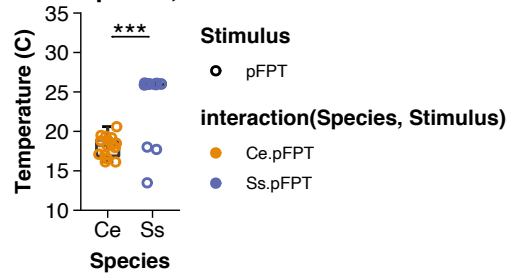 35
30
25
20
15
10
Temperature (C)
***
Ce Ss
Species
Stimulus
pFPT
interaction(Species, Stimulus)
Ce.pFPT
Ss.pFPT